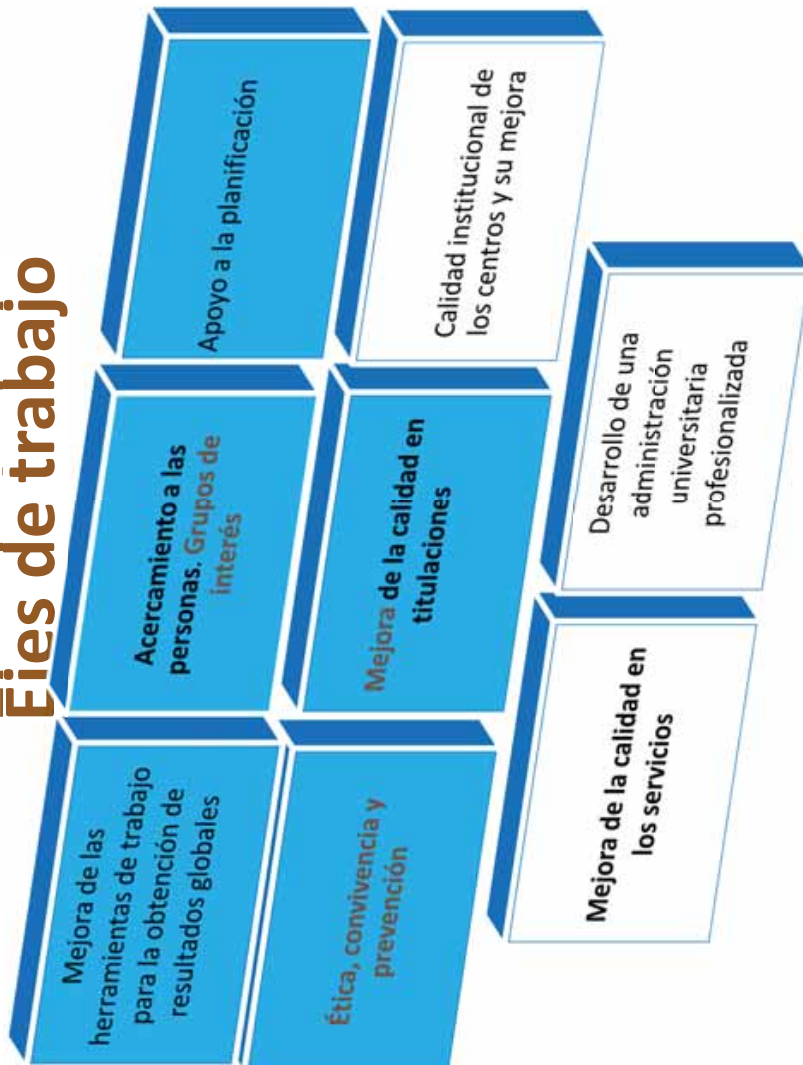 Ejes de trabajo
Mejora de las
herramientas de trabajo
para la obtención de
resultados globales
Acercamiento a las
personas. Grupos de
interés
Apoyo a la planificación
Ética, convivencia y
prevención
Mejora de la calidad en
titulaciones
Calidad institucional de
los centros y su mejora
Mejora de la calidad en
los servicios
Desarrollo de una
administración
universitaria
profesionalizada